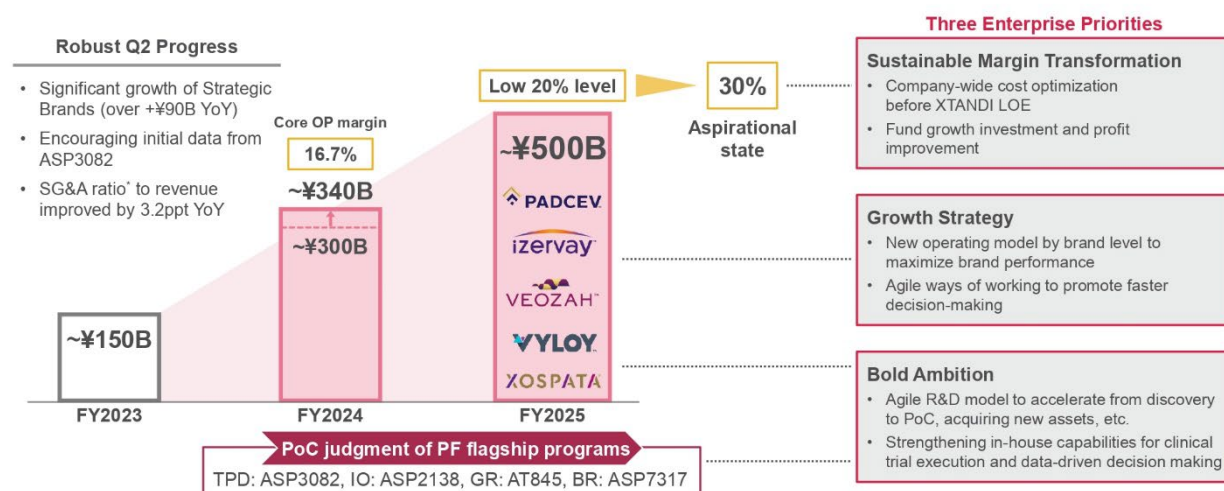 Robust Q2 Progress
• Significant growth of Strategic
Brands (over +¥90B YoY)
• Encouraging initial data from
ASP3082
• SG&A ratio* to revenue
improved by 3.2ppt YoY
~¥150B
FY2023
Core OP margin
16.7%
~¥340B
~¥300B
FY2024
Low 20% level
~¥500B
PADCEV
izervay™
VEOZAH™
VYLOY™
XOSPATA
FY2025
30%
Aspirational
state
PoC judgment of PF flagship programs
TPD: ASP3082, IO: ASP2138, GR: AT845, BR: ASP7317
Three Enterprise Priorities
Sustainable Margin Transformation
• Company-wide cost optimization
before XTANDI LOE
• Fund growth investment and profit
improvement
Growth Strategy
• New operating model by brand level to
maximize brand performance
• Agile ways of working to promote faster
decision-making
Bold Ambition
• Agile R&D model to accelerate from discovery
to PoC, acquiring new assets, etc.
• Strengthening in-house capabilities for clinical
trial execution and data-driven decision making